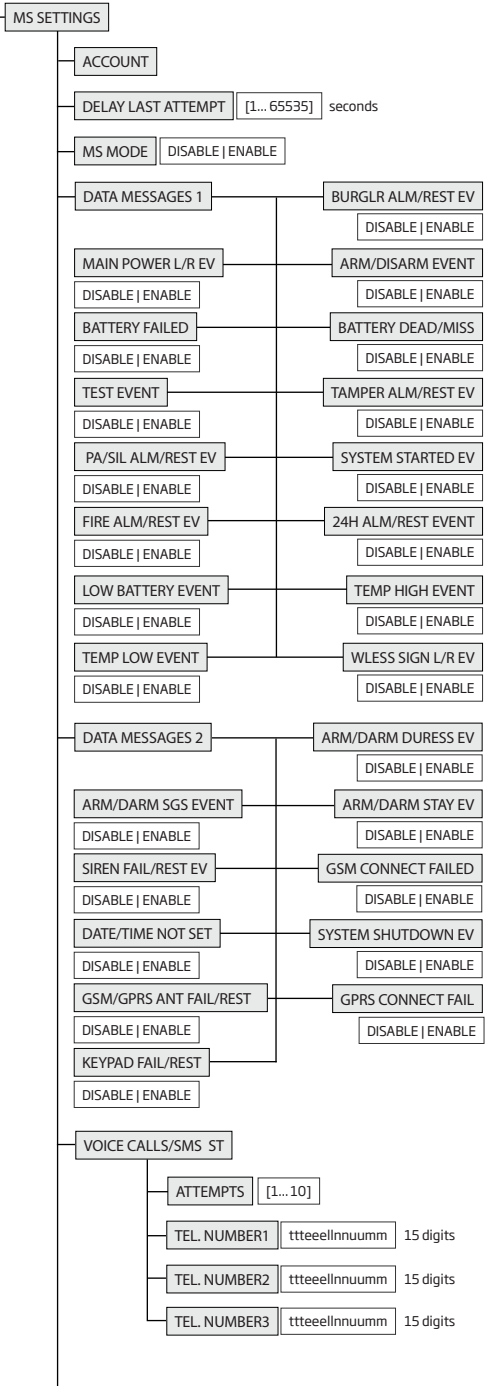 MS SETTINGS
ACCOUNT
DELAY LAST ATTEMPT [1... 65535] seconds
MS MODE DISABLE | ENABLE
DATA MESSAGES 1 BURGLR ALM/REST EV
DISABLE | ENABLE
MAIN POWER L/R EV ARM/DISARM EVENT
DISABLE | ENABLE DISABLE | ENABLE
BATTERY FAILED BATTERY DEAD/MISS
DISABLE | ENABLE DISABLE | ENABLE
TEST EVENT TAMPER ALM/REST EV
DISABLE | ENABLE DISABLE | ENABLE
PA/SIL ALM/REST EV SYSTEM STARTED EV
DISABLE | ENABLE DISABLE | ENABLE
FIRE ALM/REST EV 24H ALM/REST EVENT
DISABLE | ENABLE DISABLE | ENABLE
LOW BATTERY EVENT TEMP HIGH EVENT
DISABLE | ENABLE DISABLE | ENABLE
TEMP LOW EVENT WLESS SIGN L/R EV
DISABLE | ENABLE DISABLE | ENABLE
DATA MESSAGES 2 ARM/DARM DURESS EV
DISABLE | ENABLE
ARM/DARM SGS EVENT ARM/DARM STAY EV
DISABLE | ENABLE DISABLE | ENABLE
SIREN FAIL/REST EV GSM CONNECT FAILED
DISABLE | ENABLE DISABLE | ENABLE
DATE/TIME NOT SET SYSTEM SHUTDOWN EV
DISABLE | ENABLE DISABLE | ENABLE
GSM/GPRS ANT FAIL/REST GPRS CONNECT FAIL
DISABLE | ENABLE DISABLE | ENABLE
KEYPAD FAIL/REST
DISABLE | ENABLE
VOICE CALLS/SMS ST
ATTEMPTS [1... 10]
TEL. NUMBER1 ttteeellnnuumm 15 digits
TEL. NUMBER2 ttteeellnnuumm 15 digits
TEL. NUMBER3 ttteeellnnuumm 15 digits